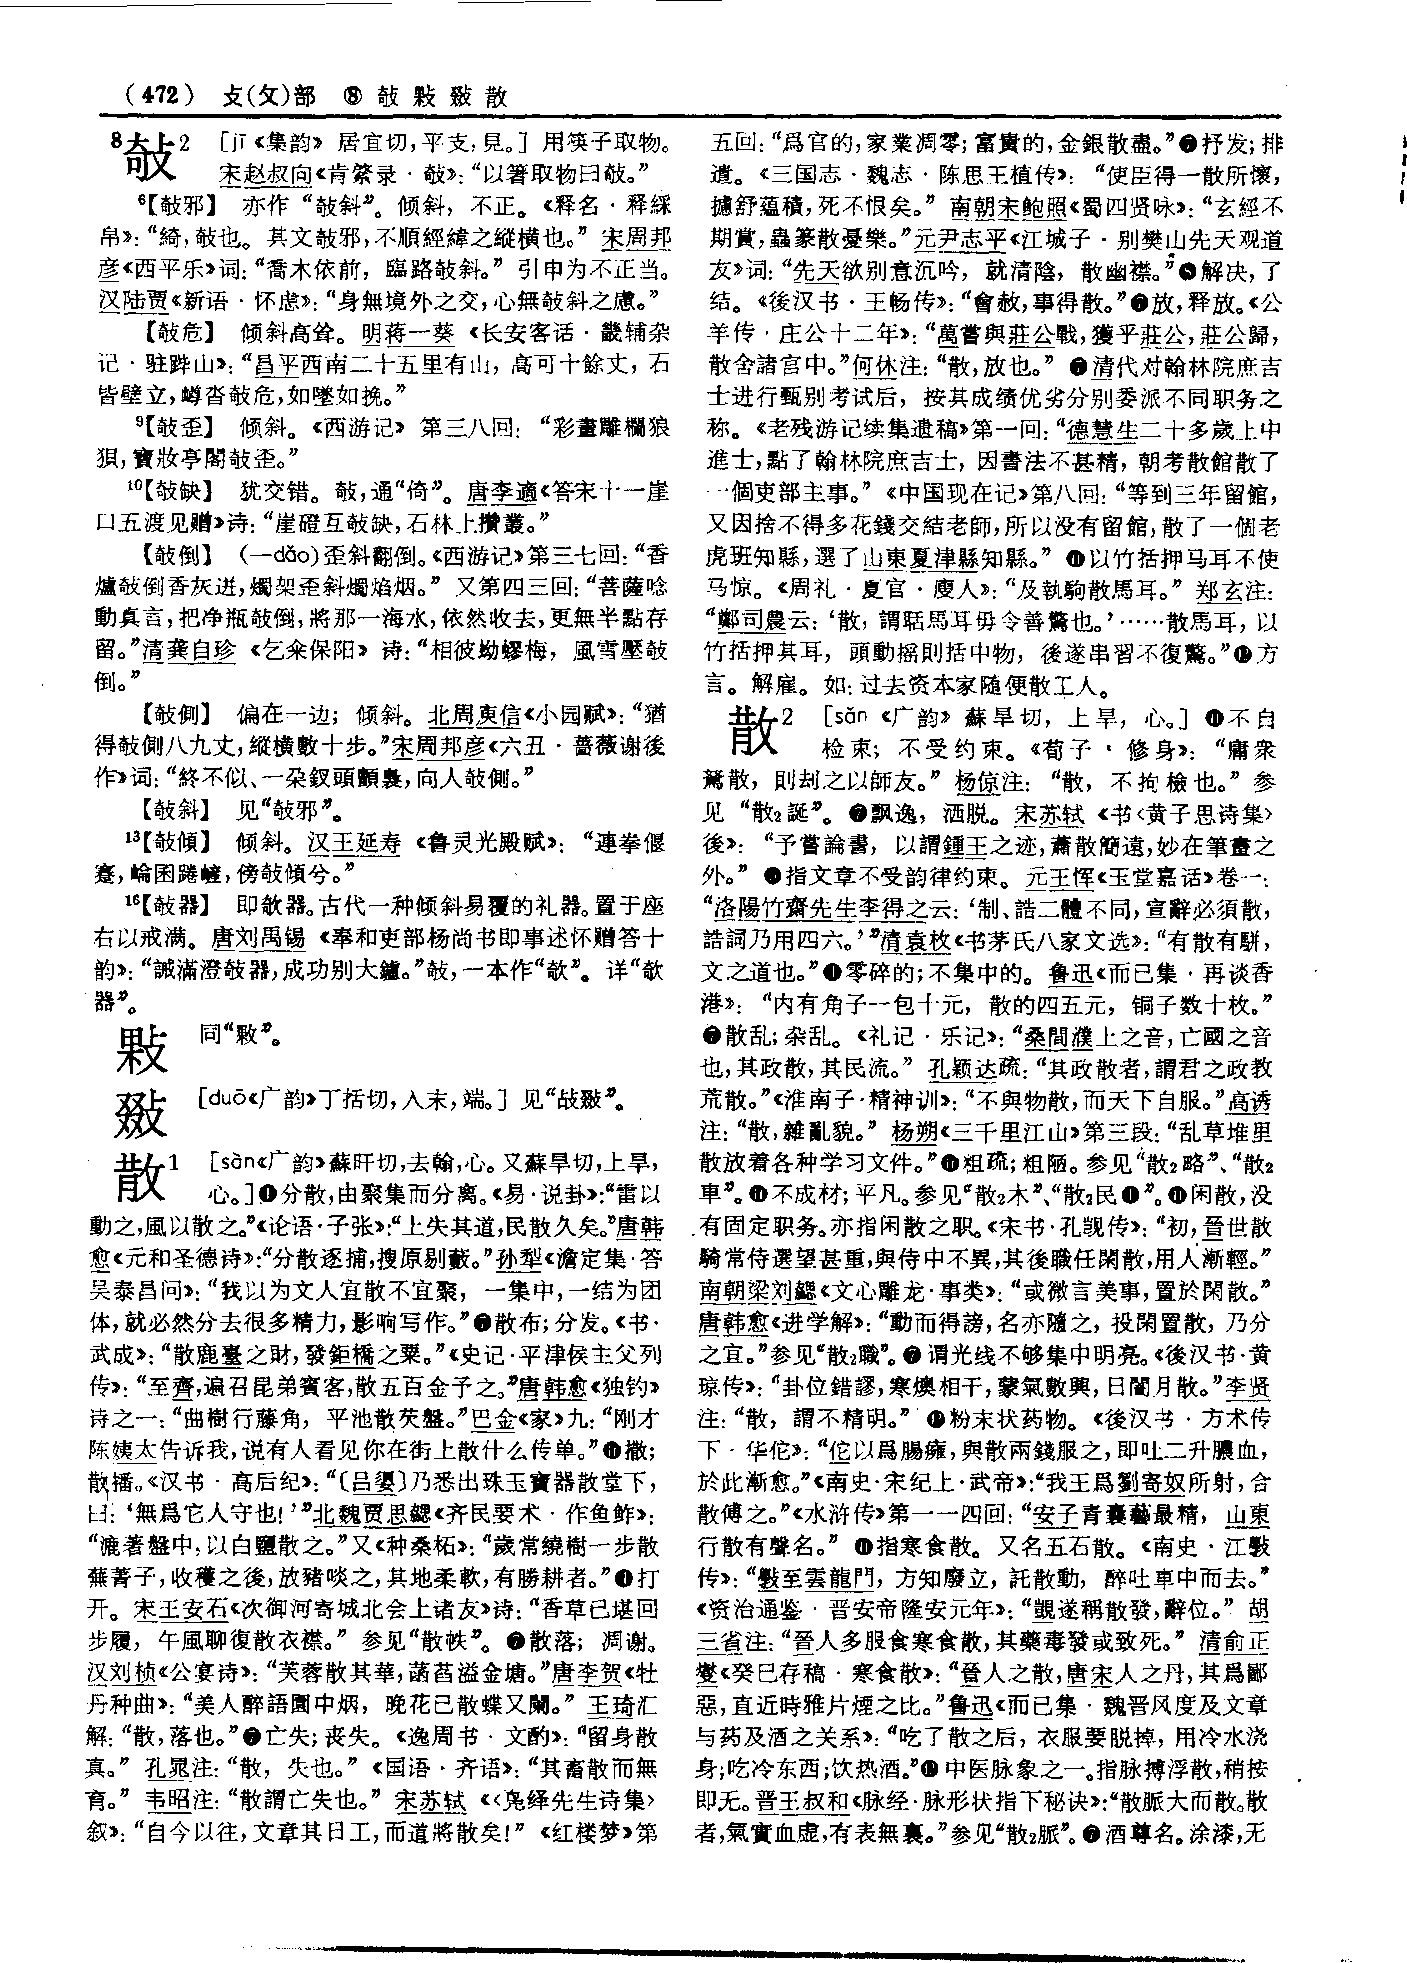 (472) 攴(攵)部 ⑧ 攲 敤 敠 散
⁸攲2 [jī《集韵》居宜切,平支,見。] 用筷子取物。
宋赵叔向《肯綮录·攲》:“以箸取物曰攲。”
⁶【攲邪】 亦作“攲斜”。倾斜,不正。《释名·释綵
帛》:“綺,攲也。其文攲邪,不順經緯之縱横也。”宋周邦
彦《西平乐》词:“喬木依前,臨路攲斜。”引申为不正当。
汉陆贾《新语·怀虑》:“身無境外之交,心無攲斜之慮。”
【攲危】 倾斜高耸。明蒋一葵《长安客话·畿辅杂
记·驻跸山》:“昌平西南二十五里有山,高可十餘丈,石
皆壁立,嶟沓攲危,如墜如挽。”
⁹【攲歪】 倾斜。《西游记》第三八回:“彩畫雕欄狼
狽,寶妝亭閣攲歪。”
¹⁰【攲缺】 犹交错。攲,通“倚”。唐李適《答宋十一崖
口五渡见赠》诗:“崖磴互攲缺,石林上攢叢。”
【攲倒】 (一dǎo)歪斜翻倒。《西游记》第三七回:“香
爐攲倒香灰迸,燭架歪斜燭焰烟。”又第四三回:“菩薩唸
動真言,把净瓶攲倒,將那一海水,依然收去,更無半點存
留。”清龚自珍《乞籴保阳》诗:“相彼坳蟉梅,風雪壓攲
倒。”
【攲側】 偏在一边;倾斜。北周庾信《小园赋》:“猶
得攲側八九丈,縱横數十步。”宋周邦彦《六丑·蔷薇谢後
作》词:“終不似、一朶釵頭顫裊,向人攲側。”
【攲斜】 见“攲邪”。
¹³【攲傾】 倾斜。汉王延寿《鲁灵光殿赋》:“連拳偃
蹇,崘囷踡嵼,傍攲傾兮。”
¹⁶【攲器】 即欹器。古代一种倾斜易覆的礼器。置于座
右以戒满。唐刘禹锡《奉和吏部杨尚书即事述怀赠答十
韵》:“誡滿澄攲器,成功别大鑪。”攲,一本作“欹”。详“欹
器”。
敤 同“敤”。
敠 [duō《广韵》丁括切,入末,端。] 见“敁敠”。
散1 [sàn《广韵》蘇旰切,去翰,心。又蘇旱切,上旱,
心。]❶分散,由聚集而分离。《易·说卦》:“雷以
動之,風以散之。”《论语·子张》:“上失其道,民散久矣。”唐韩
愈《元和圣德诗》:“分散逐捕,搜原剔藪。”孙犁《澹定集·答
吴泰昌问》:“我以为文人宜散不宜聚,一集中,一结为团
体,就必然分去很多精力,影响写作。”❷散布;分发。《书·
武成》:“散鹿臺之財,發鉅橋之粟。”《史记·平津侯主父列
传》:“至齊,遍召昆弟賓客,散五百金予之。”唐韩愈《独钓》
诗之一:“曲樹行藤角,平池散芡盤。”巴金《家》九:“刚才
陈姨太告诉我,说有人看见你在街上散什么传单。”❸撒;
散播。《汉书·高后纪》:“〔吕嬃〕乃悉出珠玉寶器散堂下,
曰:‘無爲它人守也!’”北魏贾思勰《齐民要术·作鱼鲊》:
“漉著盤中,以白鹽散之。”又《种桑柘》:“歲常繞樹一步散
蕪菁子,收穫之後,放豬啖之,其地柔軟,有勝耕者。”❹打
开。宋王安石《次御河寄城北会上诸友》诗:“香草已堪回
步履,午風聊復散衣襟。”参见“散帙”。❺散落;凋谢。
汉刘桢《公宴诗》:“芙蓉散其華,菡萏溢金塘。”唐李贺《牡
丹种曲》:“美人醉語園中炳,晚花已散蝶又闌。”王琦汇
解:“散,落也。”❻亡失;丧失。《逸周书·文酌》:“留身散
真。”孔晁注:“散,失也。”《国语·齐语》:“其畜散而無
育。”韦昭注:“散謂亡失也。”宋苏轼《〈凫绎先生诗集〉
叙》:“自今以往,文章其日工,而道將散矣!”《红楼梦》第
五回:“爲官的,家業凋零;富貴的,金銀散盡。”❼抒发;排
遣。《三国志·魏志·陈思王植传》:“使臣得一散所懷,
攄舒蕴積,死不恨矣。”南朝宋鲍照《蜀四贤咏》:“玄經不
期賞,蟲篆散憂樂。”元尹志平《江城子·别樊山先天观道
友》词:“先天欲别意沉吟,就清陰,散幽襟。”❽解决,了
结。《後汉书·王畅传》:“會赦,事得散。”❾放,释放。《公
羊传·庄公十二年》:“萬嘗與莊公戰,獲乎莊公,莊公歸,
散舍諸宫中。”何休注:“散,放也。”❿清代对翰林院庶吉
士进行甄别考试后,按其成绩优劣分别委派不同职务之
称。《老残游记续集遗稿》第一回:“德慧生二十多歲上中
進士,點了翰林院庶吉士,因書法不甚精,朝考散館散了
一個吏部主事。”《中国现在记》第八回:“等到三年留館,
又因捨不得多花錢交結老師,所以没有留館,散了一個老
虎班知縣,選了山東夏津縣知縣。”⓫以竹括押马耳不使
马惊。《周礼·夏官·廋人》:“及執駒散馬耳。”郑玄注:
“鄭司農云:‘散,謂聒馬耳毋令善驚也。’……散馬耳,以
竹括押其耳,頭動摇則括中物,後遂串習不復驚。”⓬方
言。解雇。如:过去资本家随便散工人。
散2 [sǎn《广韵》蘇旱切,上旱,心。] ❶不自
检束;不受约束。《荀子·修身》:“庸衆
駑散,則刦之以師友。”杨倞注:“散,不拘檢也。”参
见“散₂誕”。❷飘逸,洒脱。宋苏轼《书〈黄子思诗集〉
後》:“予嘗論書,以謂鍾王之迹,蕭散簡遠,妙在筆畫之
外。”❸指文章不受韵律约束。元王恽《玉堂嘉话》卷一:
“洛陽竹齋先生李得之云:‘制、誥二體不同,宣辭必須散,
誥詞乃用四六。’”清袁枚《书茅氏八家文选》:“有散有駢,
文之道也。”❹零碎的;不集中的。鲁迅《而已集·再谈香
港》:“内有角子一包十元,散的四五元,铜子数十枚。”
❺散乱;杂乱。《礼记·乐记》:“桑間濮上之音,亡國之音
也,其政散,其民流。”孔颖达疏:“其政散者,謂君之政教
荒散。”《淮南子·精神训》:“不與物散,而天下自服。”高诱
注:“散,雜亂貌。”杨朔《三千里江山》第三段:“乱草堆里
散放着各种学习文件。”❻粗疏;粗陋。参见“散₂略”、“散₂
車”。❼不成材;平凡。参见“散₂木”、“散₂民❶”。❽闲散,没
有固定职务。亦指闲散之职。《宋书·孔觊传》:“初,晉世散
騎常侍選望甚重,與侍中不異,其後職任閑散,用人漸輕。”
南朝梁刘勰《文心雕龙·事类》:“或微言美事,置於閑散。”
唐韩愈《进学解》:“動而得謗,名亦隨之,投閑置散,乃分
之宜。”参见“散₂職”。❾谓光线不够集中明亮。《後汉书·黄
琼传》:“卦位錯謬,寒燠相干,蒙氣數興,日闇月散。”李贤
注:“散,謂不精明。”❿粉末状药物。《後汉书·方术传
下·华佗》:“佗以爲腸癰,與散兩錢服之,即吐二升膿血,
於此漸愈。”《南史·宋纪上·武帝》:“我王爲劉寄奴所射,合
散傅之。”《水浒传》第一一四回:“安子青囊藝最精,山東
行散有聲名。”⓫指寒食散。又名五石散。《南史·江斅
传》:“斅至雲龍門,方知廢立,託散動,醉吐車中而去。”
《资治通鉴·晋安帝隆安元年》:“覬遂稱散發,辭位。”胡
三省注:“晉人多服食寒食散,其藥毒發或致死。”清俞正
燮《癸巳存稿·寒食散》:“晉人之散,唐宋人之丹,其爲鄙
惡,直近時雅片煙之比。”鲁迅《而已集·魏晋风度及文章
与药及酒之关系》:“吃了散之后,衣服要脱掉,用冷水浇
身;吃冷东西;饮热酒。”⓬中医脉象之一。指脉搏浮散,稍按
即无。晋王叔和《脉经·脉形状指下秘诀》:“散脈大而散。散
者,氣實血虚,有表無裏。”参见“散₂脈”。⓭酒尊名。涂漆,无